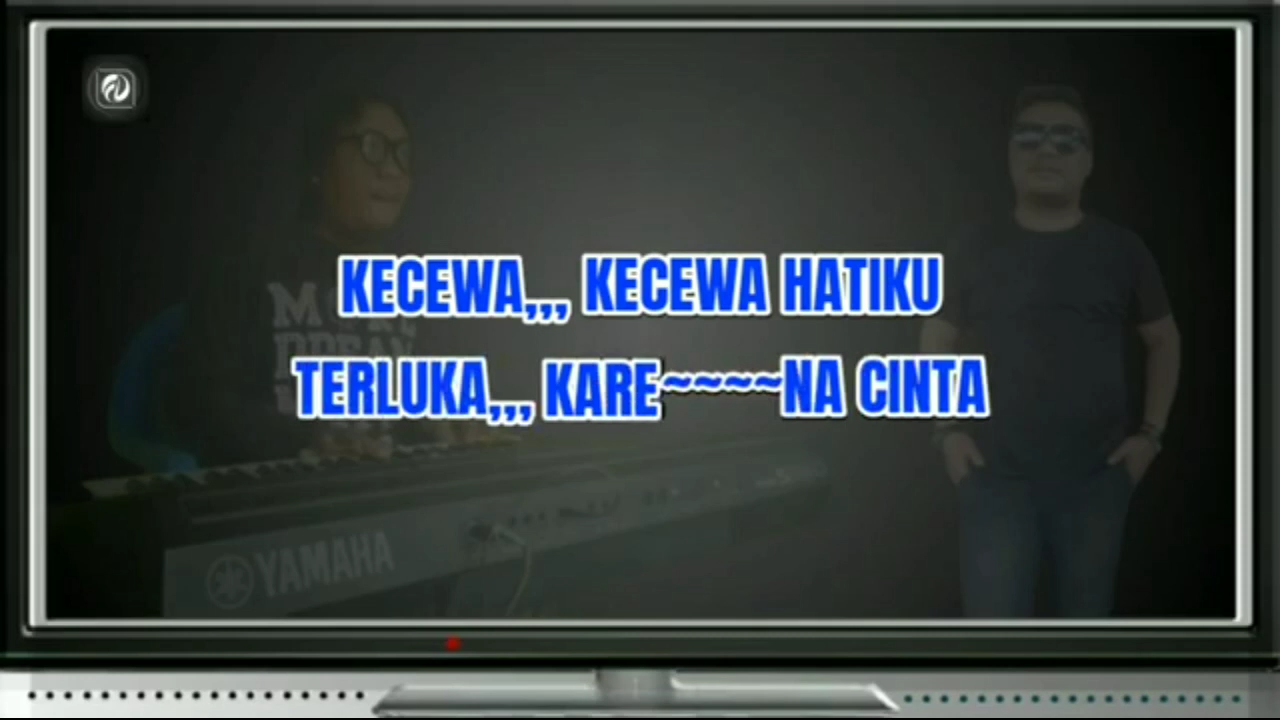 KECEWA,,, KECEWA HATIKU
TERLUKA,,, KARE~~~~NA CINTA
YAMAHA